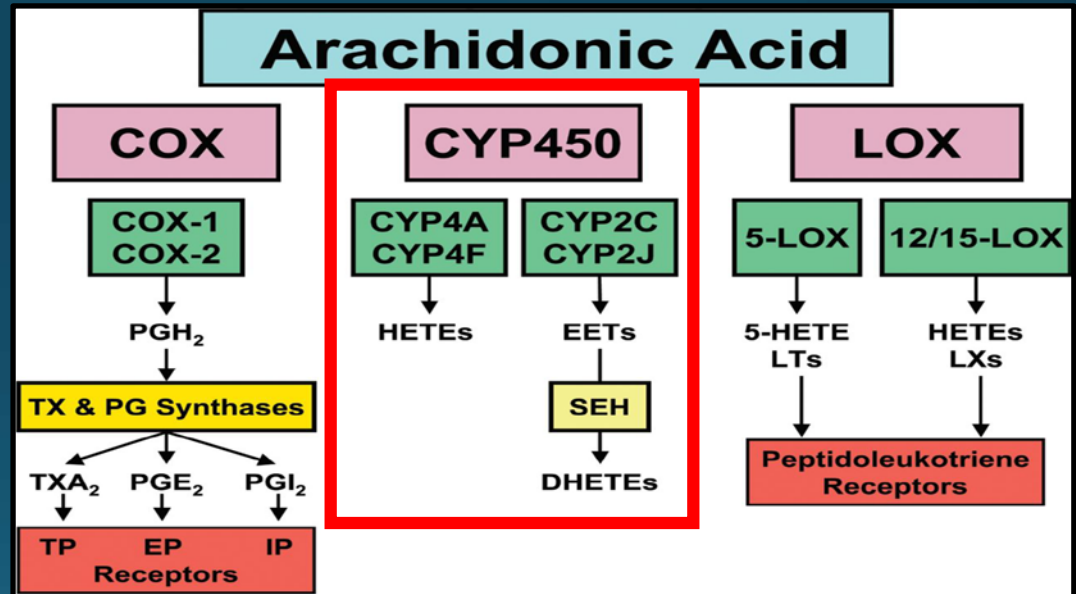 Arachidonic Acid
COX
COX-1
COX-2
PGH₂
TX & PG Synthases
TXA₂ PGE₂ PGI₂
TP EP IP
Receptors
CYP450
CYP4A
CYP4F
HETEs
CYP2C
CYP2J
EETs
SEH
DHETEs
LOX
5-LOX
5-HETE
LTs
12/15-LOX
HETEs
LXs
Peptidoleukotriene
Receptors